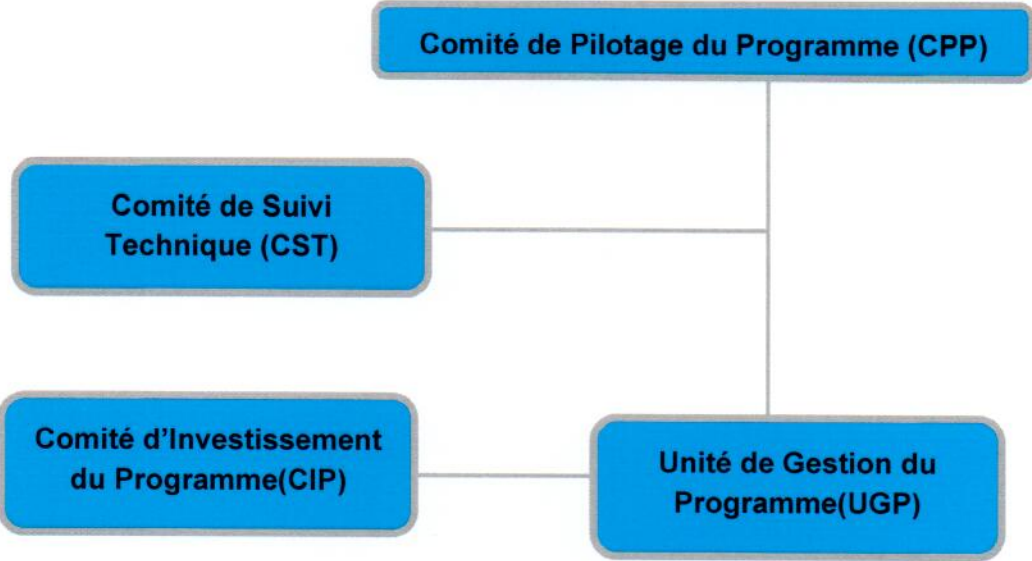 Comité de Pilotage du Programme (CPP)
Comité de Suivi
Technique (CST)
Comité d’Investissement
du Programme(CIP)
Unité de Gestion du
Programme(UGP)